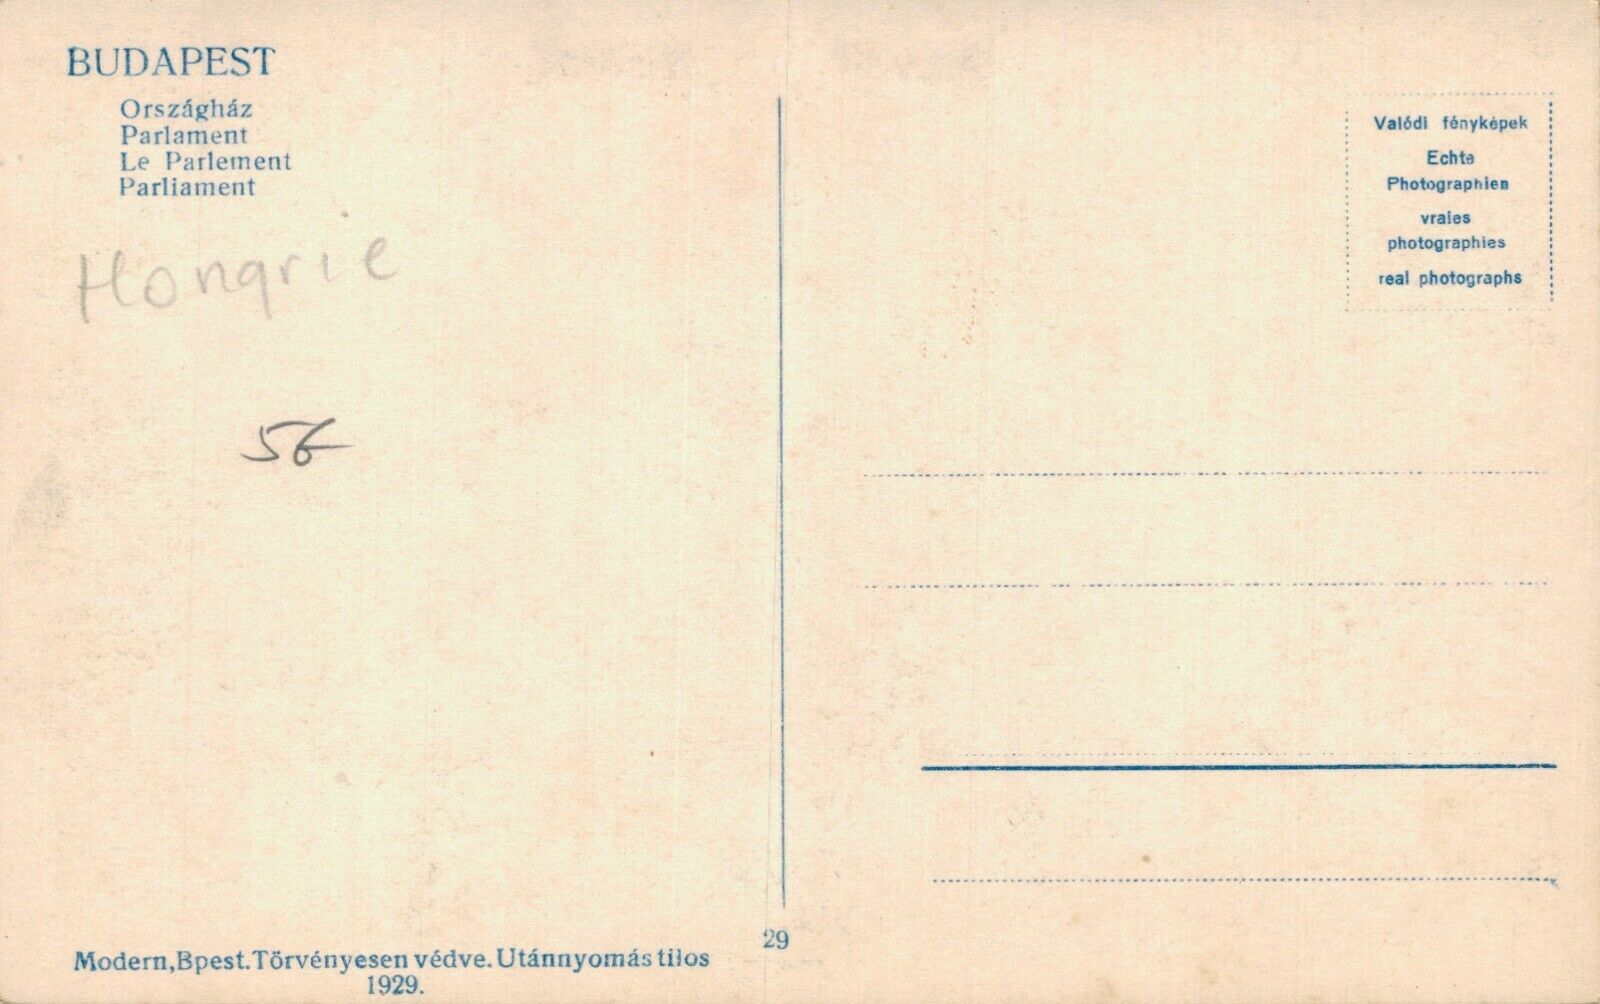 BUDAPEST
Országház
Parlament
Le Parlement
Parliament
Hongrie
56
Modern, Bpest. Törvényesen védve. Utánnyomás tilos
1929.
29
Valódi fényképek
Echte
Photographien
vraies
photographies
real photographs